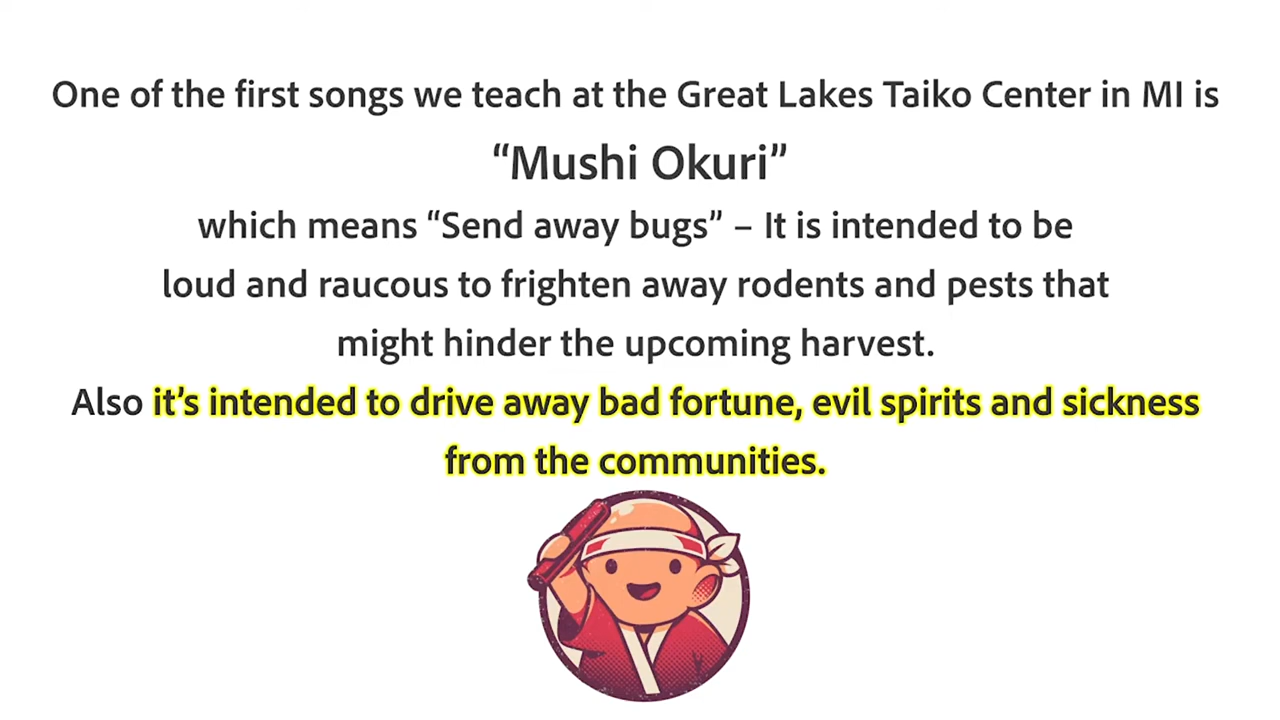 One of the first songs we teach at the Great Lakes Taiko Center in MI is
“Mushi Okuri”
which means “Send away bugs” – It is intended to be
loud and raucous to frighten away rodents and pests that
might hinder the upcoming harvest.
Also it’s intended to drive away bad fortune, evil spirits and sickness
from the communities.